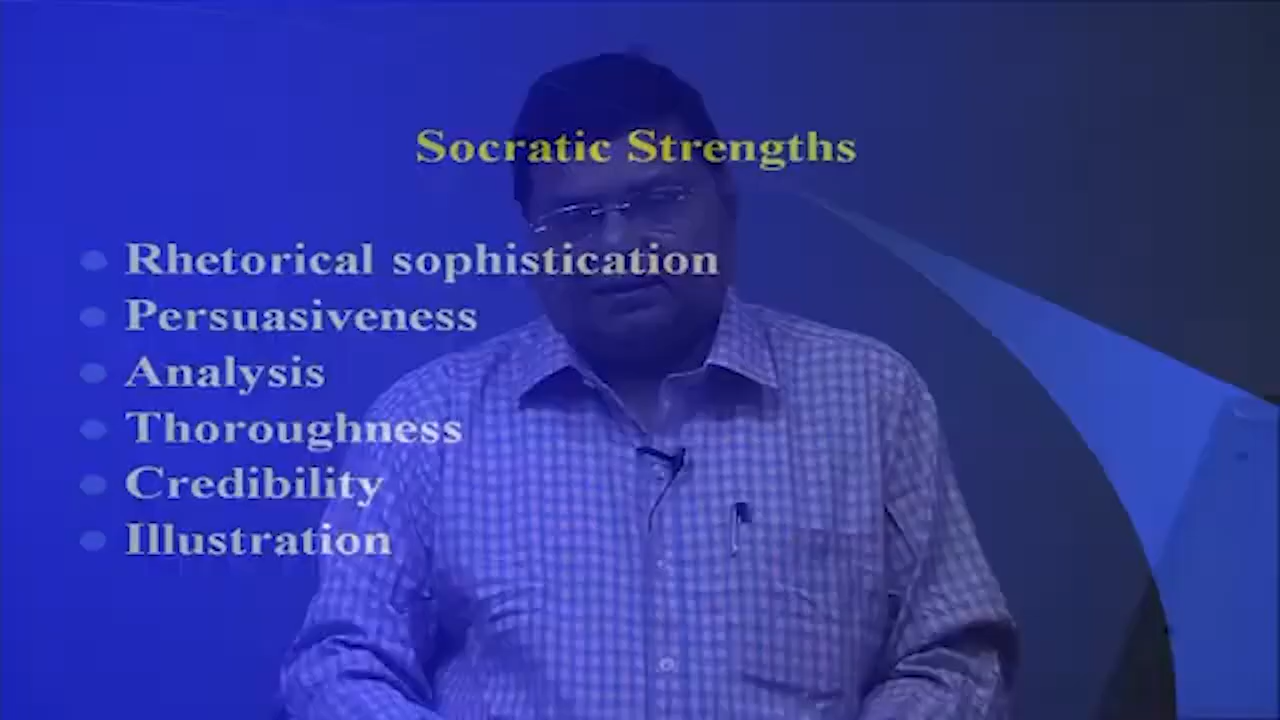 Socratic Strengths
Rhetorical sophistication
Persuasiveness
Analysis
Thoroughness
Credibility
Illustration